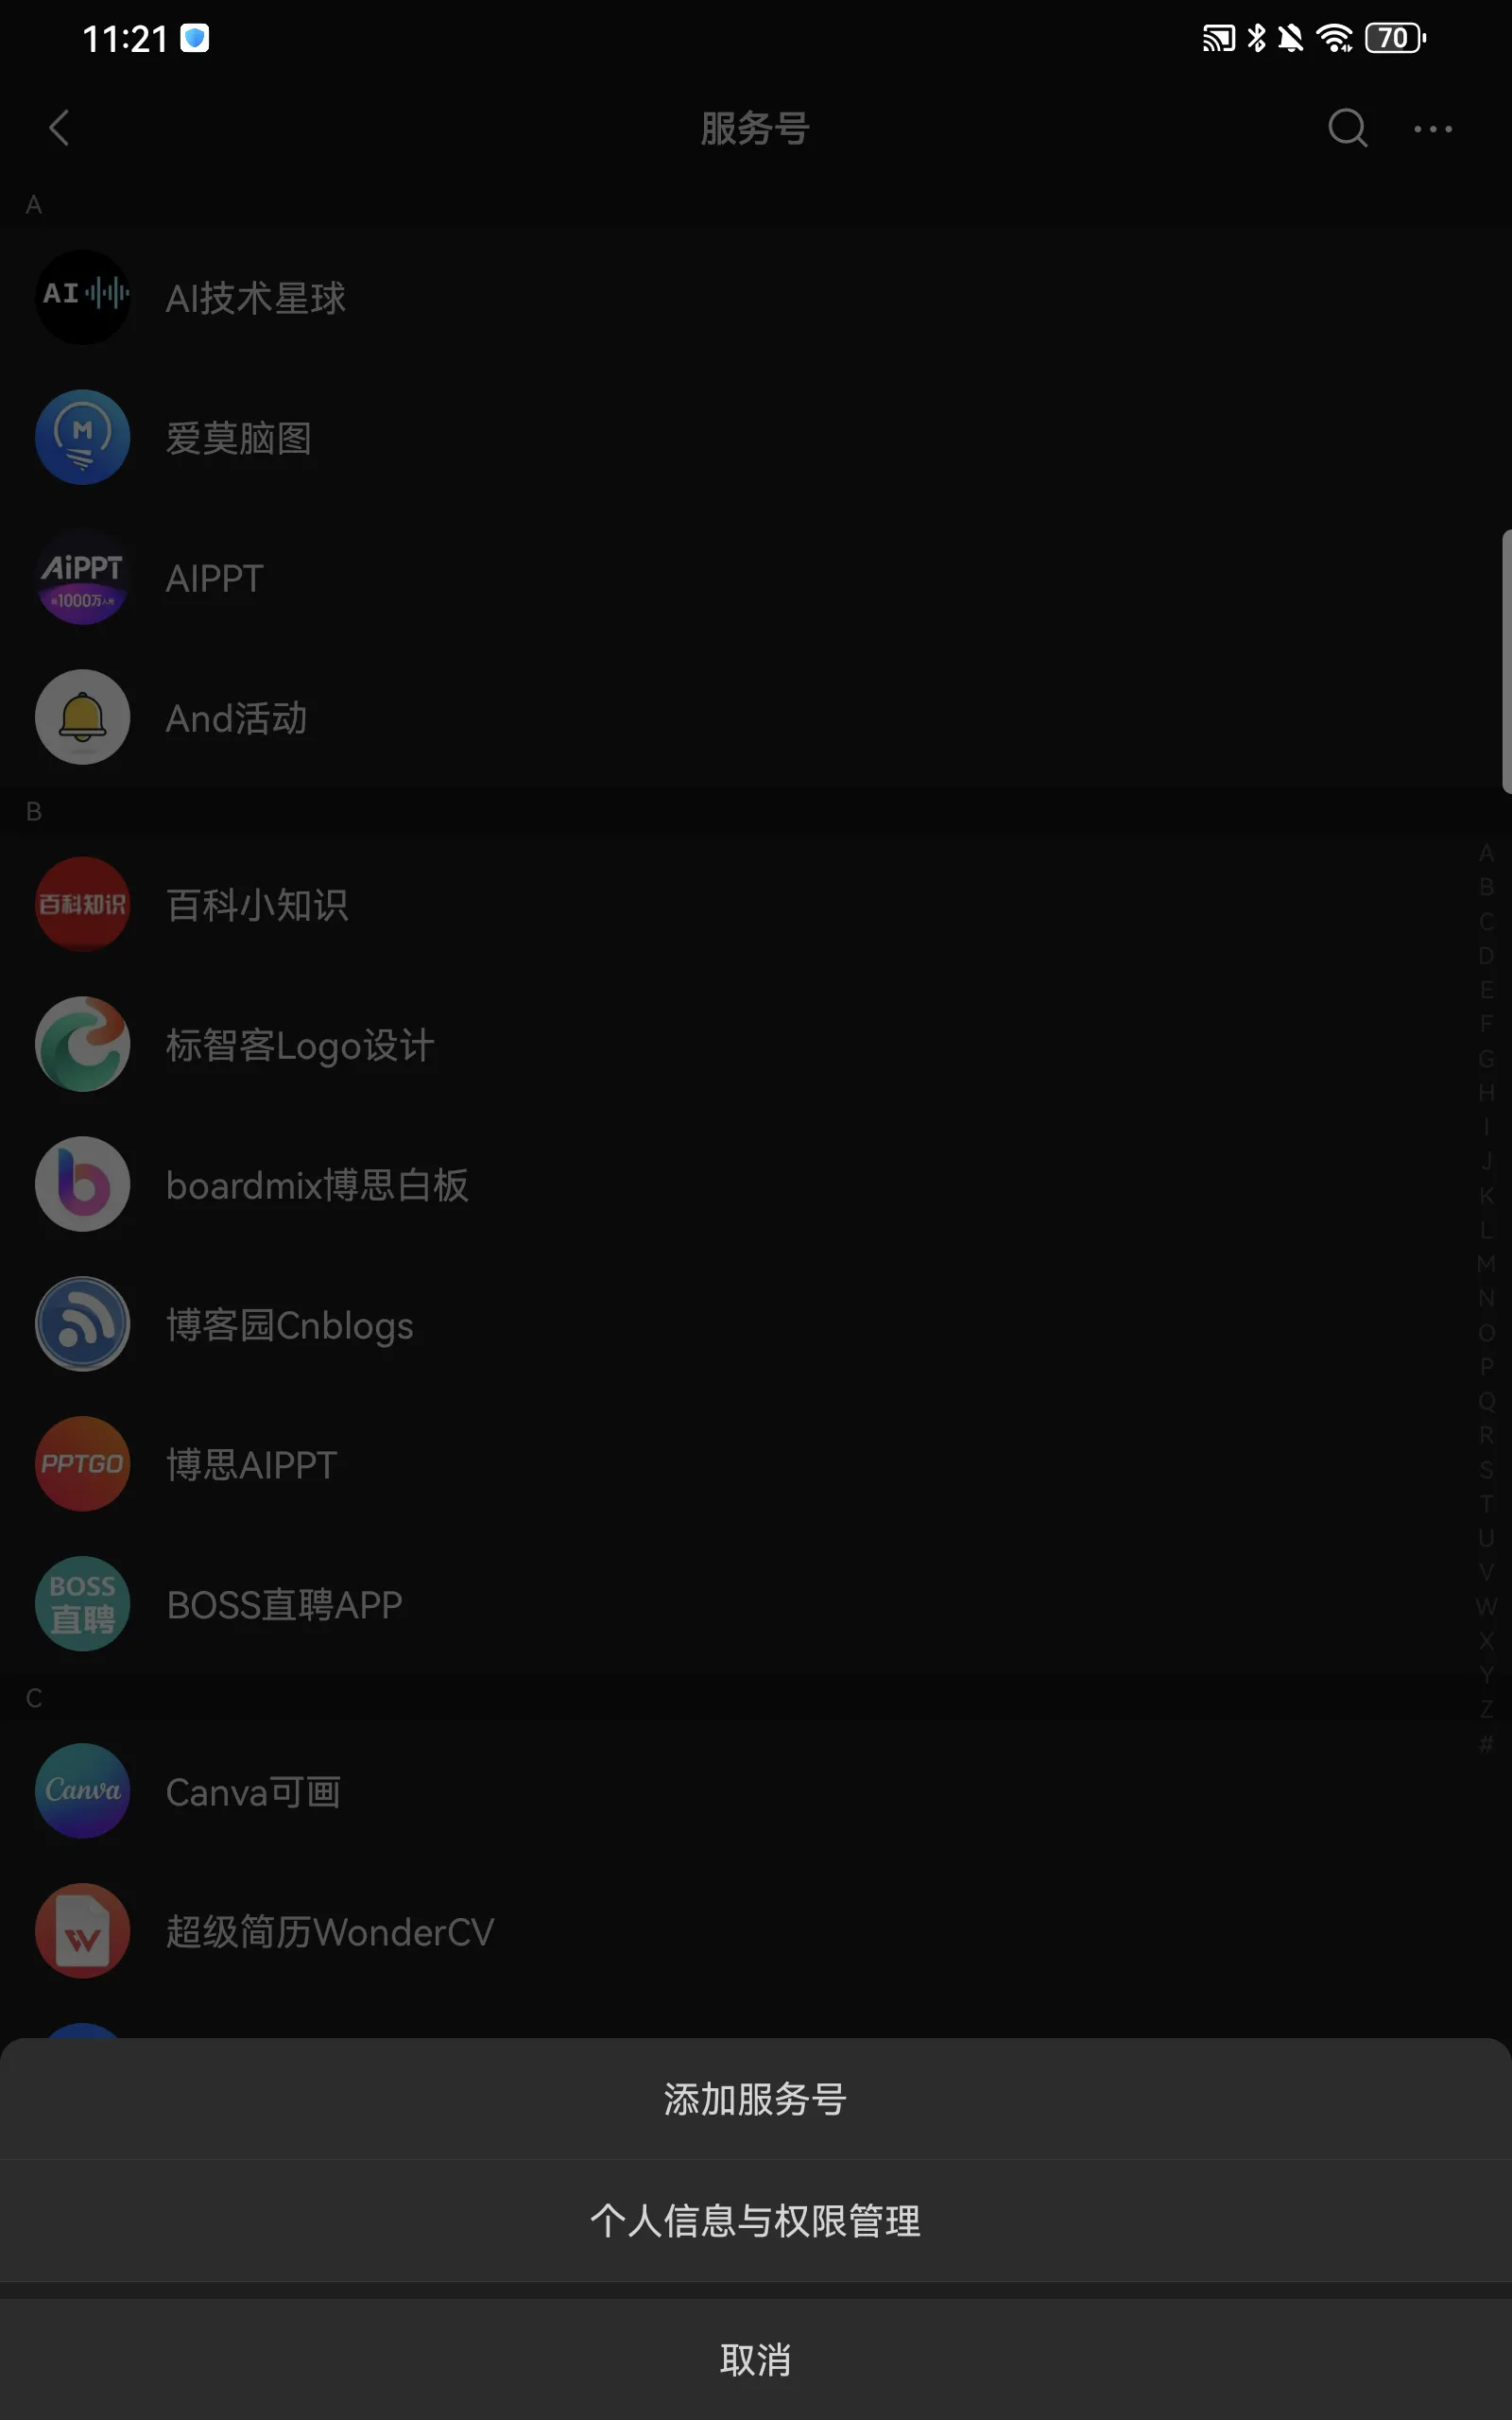 11:21
70
服务号
A
AI
AI技术星球
M
爱莫脑图
AiPPT
1000万
AIPPT
And活动
B
百科知识
百科小知识
标智客Logo设计
b
boardmix博思白板
博客园Cnblogs
PPTGO
博思AIPPT
BOSS
直聘
BOSS直聘APP
C
Canva
Canva可画
W
超级简历WonderCV
A
B
C
D
E
F
G
H
I
J
K
L
M
N
O
P
Q
R
S
T
U
V
W
X
Y
Z
#
添加服务号
个人信息与权限管理
取消